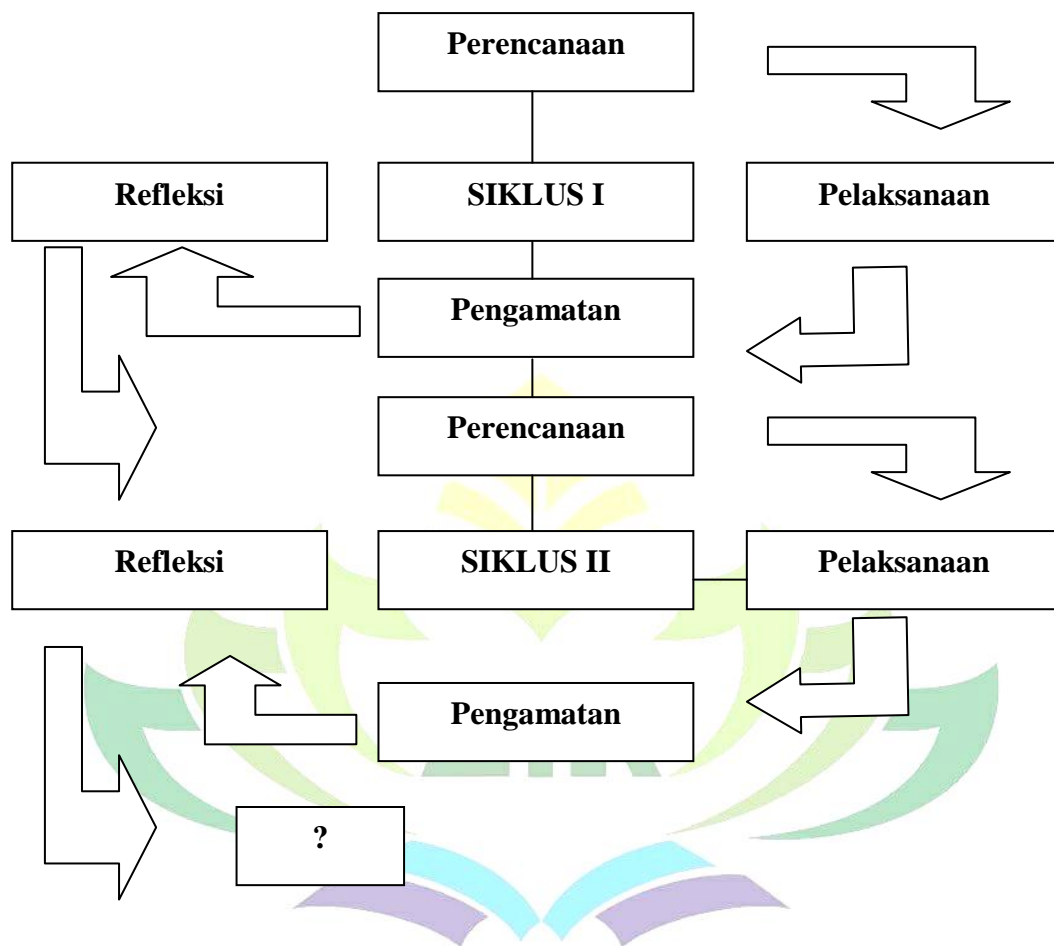 Perencanaan
Refleksi
SIKLUS I
Pelaksanaan
Pengamatan
Perencanaan
Refleksi
SIKLUS II
Pelaksanaan
Pengamatan
?